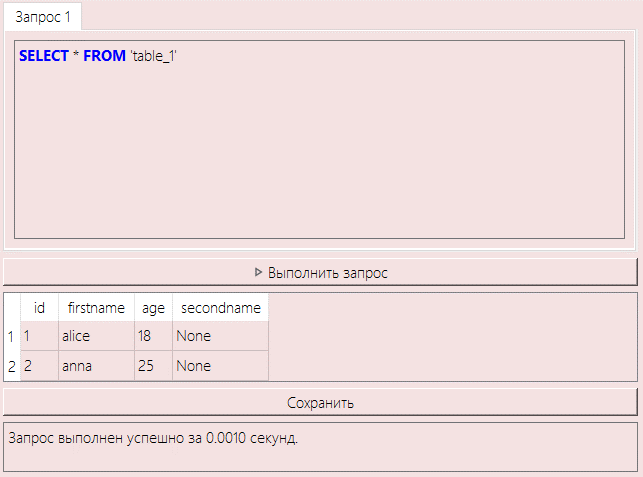 Запрос 1
SELECT * FROM 'table_1'
Выполнить запрос
id firstname age secondname
1 1 alice 18 None
2 2 anna 25 None
Сохранить
Запрос выполнен успешно за 0.0010 секунд.